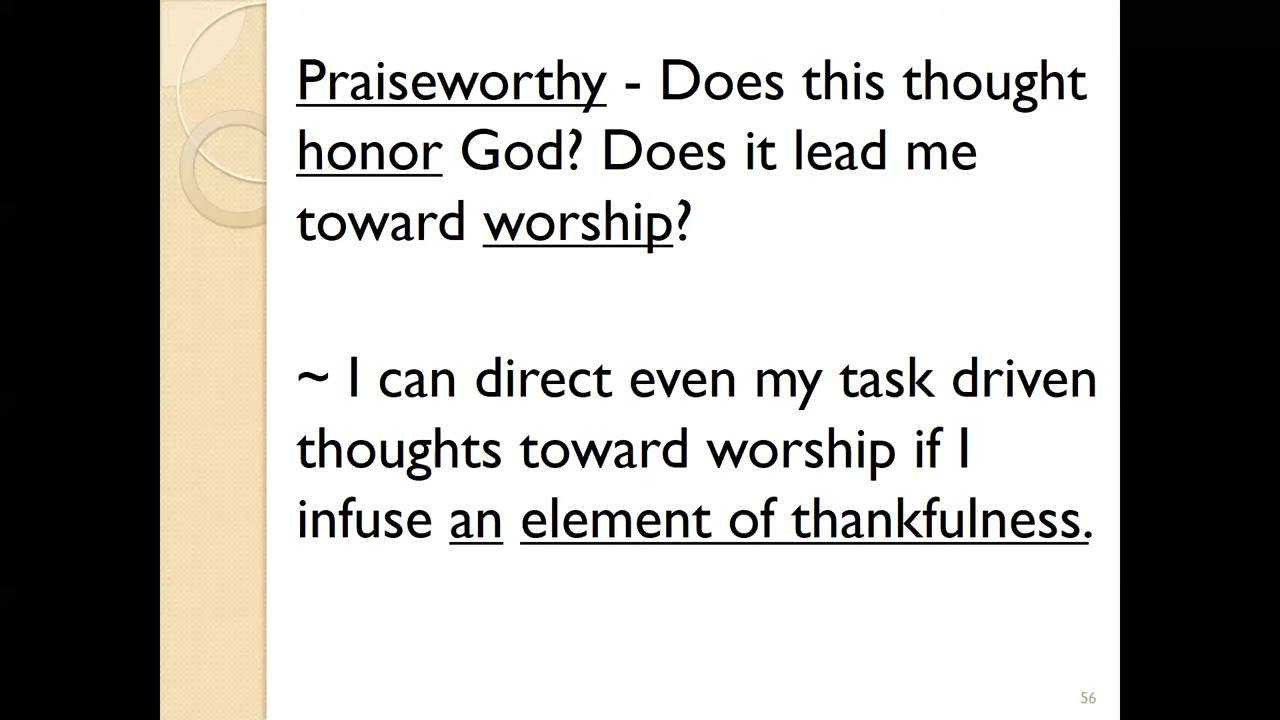 Praiseworthy - Does this thought
honor God? Does it lead me
toward worship?
~ I can direct even my task driven
thoughts toward worship if I
infuse an element of thankfulness.
56